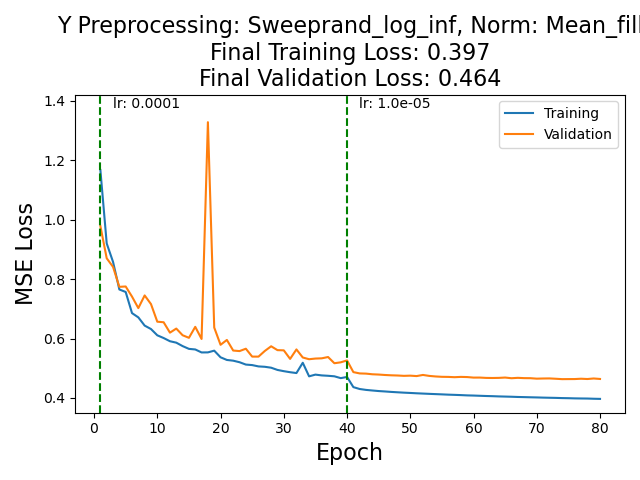 Y Preprocessing: Sweeprand_log_inf, Norm: Mean_fill
Final Training Loss: 0.397
Final Validation Loss: 0.464
lr: 0.0001
lr: 1.0e-05
Training
Validation
MSE Loss
1.4
1.2
1.0
0.8
0.6
0.4
0
10
20
30
40
50
60
70
80
Epoch